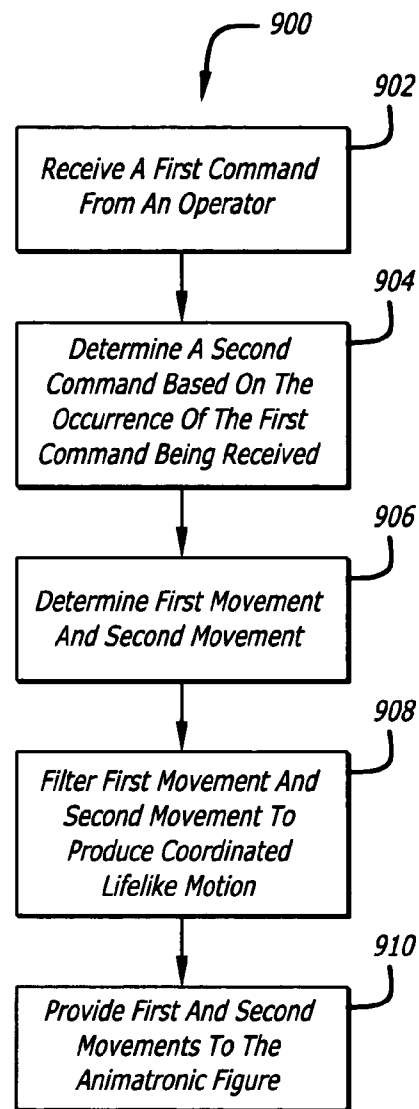 900
902
Receive A First Command
From An Operator
904
Determine A Second
Command Based On The
Occurrence Of The First
Command Being Received
906
Determine First Movement
And Second Movement
908
Filter First Movement And
Second Movement To
Produce Coordinated
Lifelike Motion
910
Provide First And Second
Movements To The
Animatronic Figure